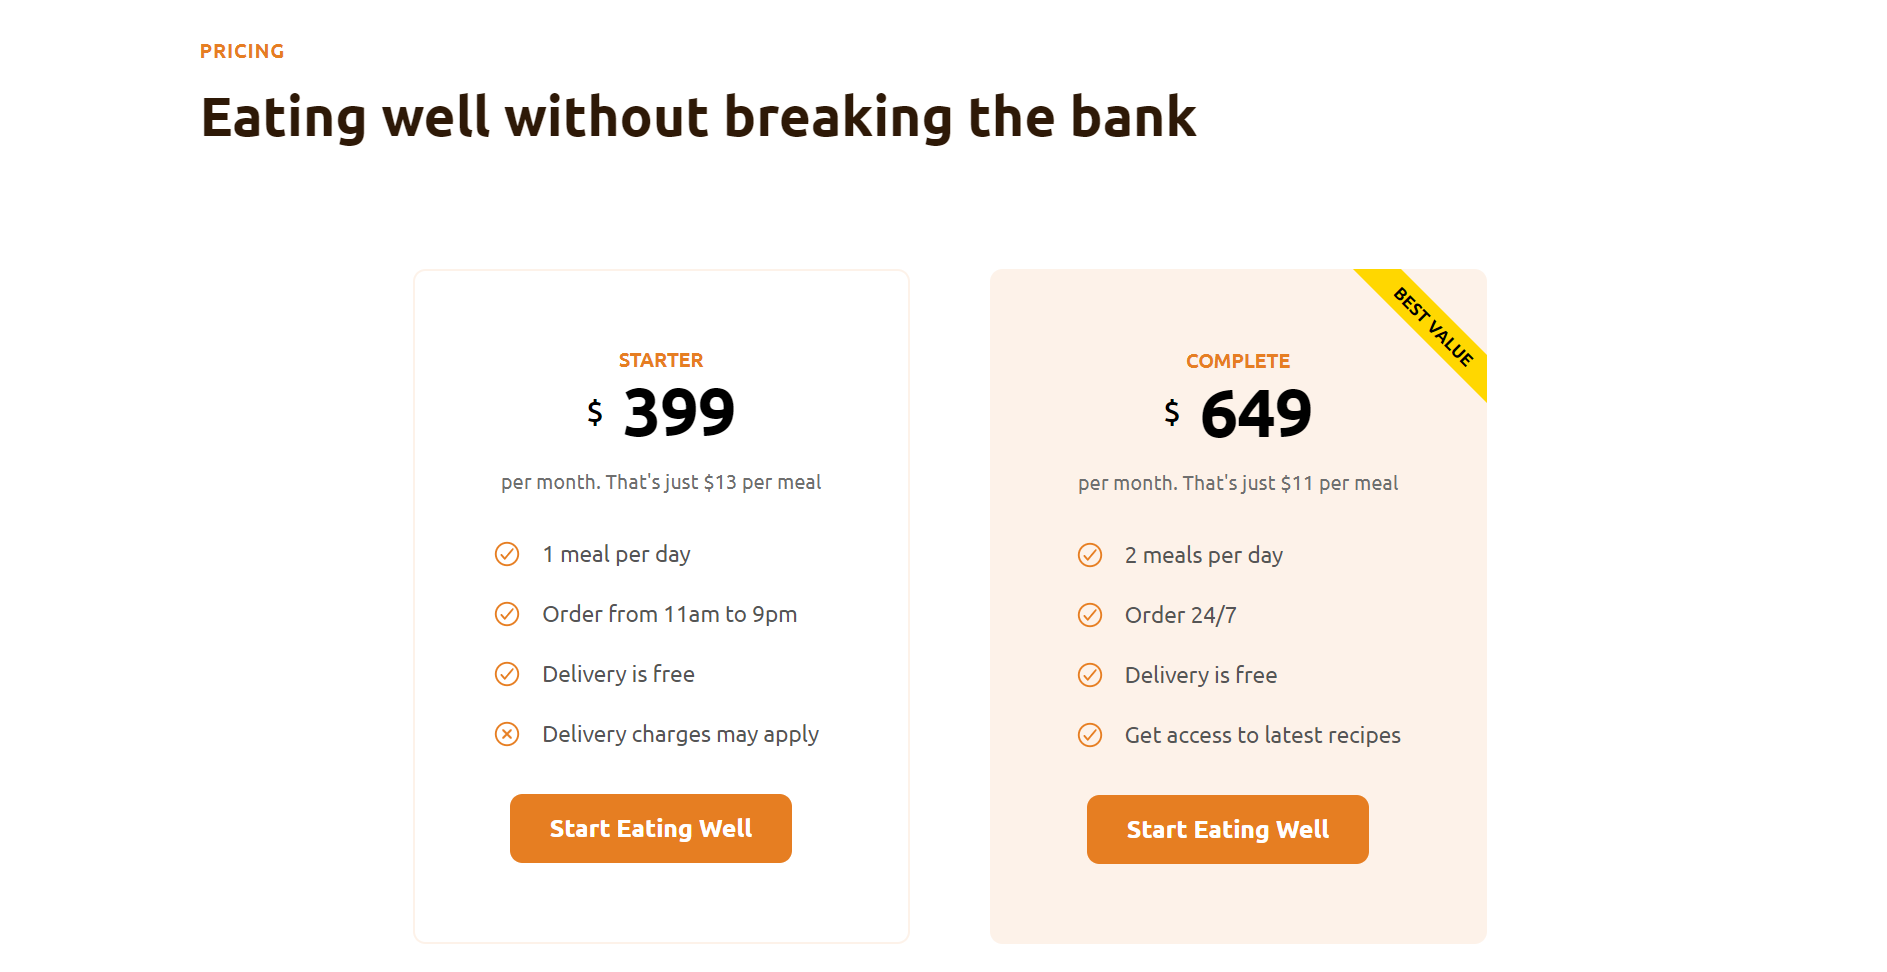 PRICING
Eating well without breaking the bank
STARTER
$ 399
per month. That's just $13 per meal
1 meal per day
Order from 11am to 9pm
Delivery is free
Delivery charges may apply
Start Eating Well
BEST VALUE
COMPLETE
$ 649
per month. That's just $11 per meal
2 meals per day
Order 24/7
Delivery is free
Get access to latest recipes
Start Eating Well